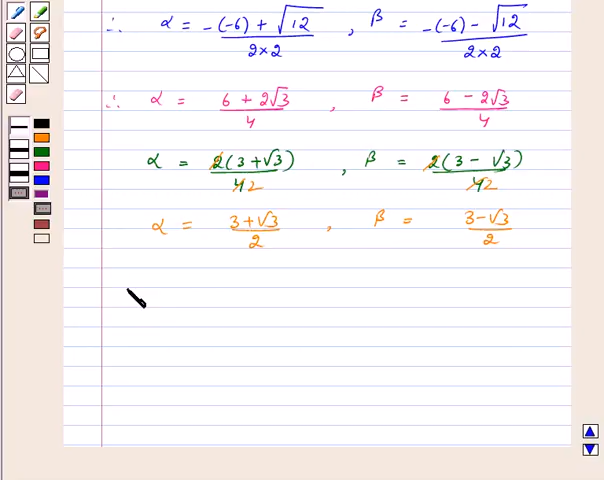 ∴ α = -(-6) + √12 / 2×2 , β = -(-6) - √12 / 2×2
∴ α = 6 + 2√3 / 4 , β = 6 - 2√3 / 4
α = 2(3+√3) / 4 2 , β = 2(3-√3) / 4 2
α = 3+√3 / 2 , β = 3-√3 / 2